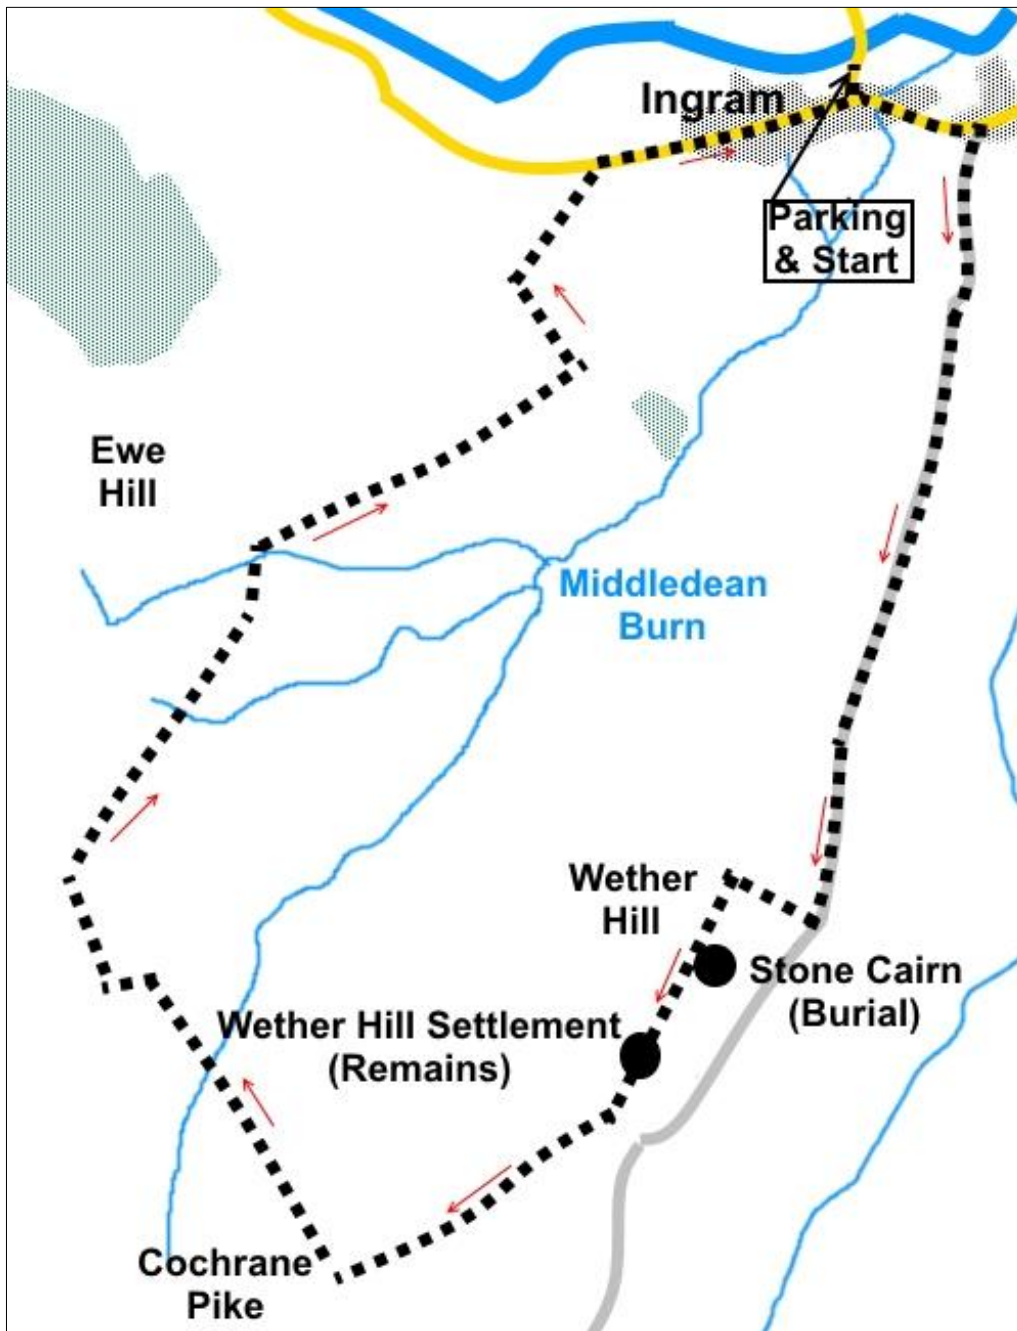 Ingram
Parking
& Start
Ewe
Hill
Middledean
Burn
Wether
Hill
Stone Cairn
(Burial)
Wether Hill Settlement
(Remains)
Cochrane
Pike